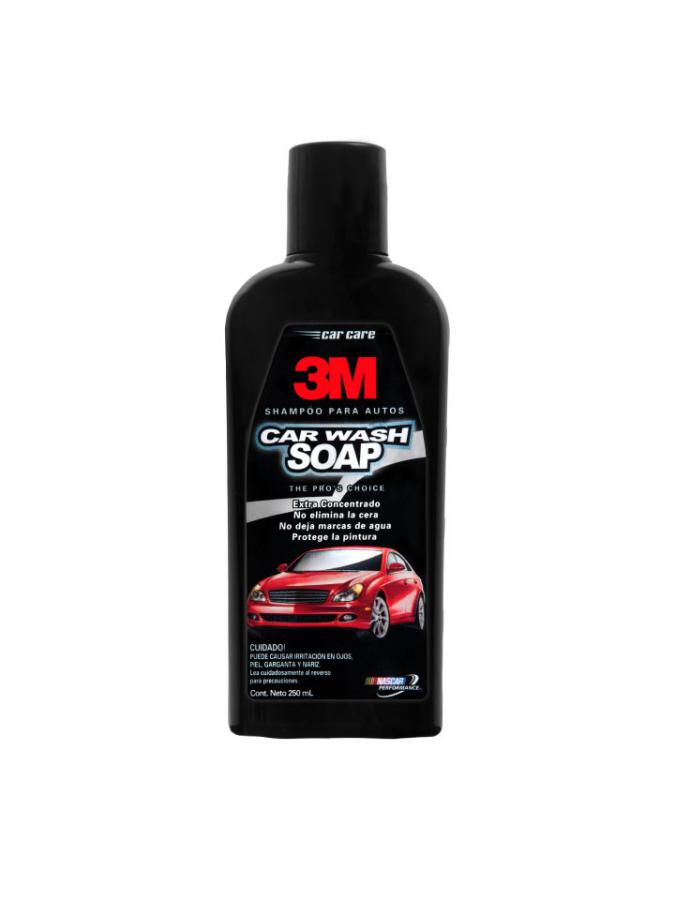 car care
3M
SHAMPOO PARA AUTOS
CAR WASH
SOAP
THE PRO'S CHOICE
Extra Concentrado
No elimina la cera
No deja marcas de agua
Protege la pintura
CUIDADO!
PUEDE CAUSAR IRRITACIÓN EN OJOS,
PIEL, GARGANTA Y NARIZ.
Lea cuidadosamente al reverso
para precauciones.
Cont. Neto 250 mL
NASCAR
PERFORMANCE